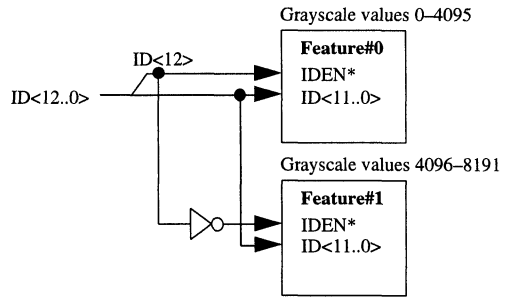 Grayscale values 0–4095
Feature#0
ID<12>
IDEN*
ID<12..0>
ID<11..0>
Grayscale values 4096–8191
Feature#1
IDEN*
ID<11..0>